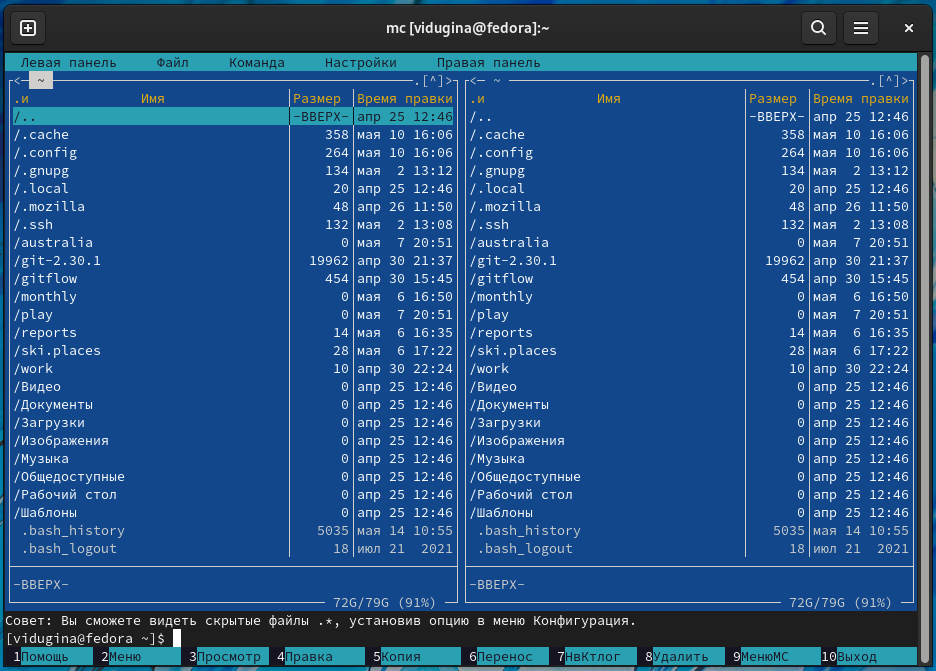 mc [vidugina@fedora]:~
Левая панель Файл Команда Настройки Правая панель
<─ ~ .[^]> <─ ~ .[^]>
.и Имя Размер Время правки .и Имя Размер Время правки
/.. -ВВЕРХ- апр 25 12:46 /.. -ВВЕРХ- апр 25 12:46
/.cache 358 мая 10 16:06 /.cache 358 мая 10 16:06
/.config 264 мая 10 16:06 /.config 264 мая 10 16:06
/.gnupg 134 мая 2 13:12 /.gnupg 134 мая 2 13:12
/.local 20 апр 25 12:46 /.local 20 апр 25 12:46
/.mozilla 48 апр 26 11:50 /.mozilla 48 апр 26 11:50
/.ssh 132 мая 2 13:08 /.ssh 132 мая 2 13:08
/australia 0 мая 7 20:51 /australia 0 мая 7 20:51
/git-2.30.1 19962 апр 30 21:37 /git-2.30.1 19962 апр 30 21:37
/gitflow 454 апр 30 15:45 /gitflow 454 апр 30 15:45
/monthly 0 мая 6 16:50 /monthly 0 мая 6 16:50
/play 0 мая 7 20:51 /play 0 мая 7 20:51
/reports 14 мая 6 16:35 /reports 14 мая 6 16:35
/ski.places 28 мая 6 17:22 /ski.places 28 мая 6 17:22
/work 10 апр 30 22:24 /work 10 апр 30 22:24
/Видео 0 апр 25 12:46 /Видео 0 апр 25 12:46
/Документы 0 апр 25 12:46 /Документы 0 апр 25 12:46
/Загрузки 0 апр 25 12:46 /Загрузки 0 апр 25 12:46
/Изображения 0 апр 25 12:46 /Изображения 0 апр 25 12:46
/Музыка 0 апр 25 12:46 /Музыка 0 апр 25 12:46
/Общедоступные 0 апр 25 12:46 /Общедоступные 0 апр 25 12:46
/Рабочий стол 0 апр 25 12:46 /Рабочий стол 0 апр 25 12:46
/Шаблоны 0 апр 25 12:46 /Шаблоны 0 апр 25 12:46
.bash_history 5035 мая 14 10:55 .bash_history 5035 мая 14 10:55
.bash_logout 18 июл 21 2021 .bash_logout 18 июл 21 2021
-ВВЕРХ- -ВВЕРХ-
72G/79G (91%) 72G/79G (91%)
Совет: Вы сможете видеть скрытые файлы .*, установив опцию в меню Конфигурация.
[vidugina@fedora ~]$
1Помощь 2Меню 3Просмотр 4Правка 5Копия 6Перенос 7НвКтлог 8Удалить 9МенюМС 10Выход